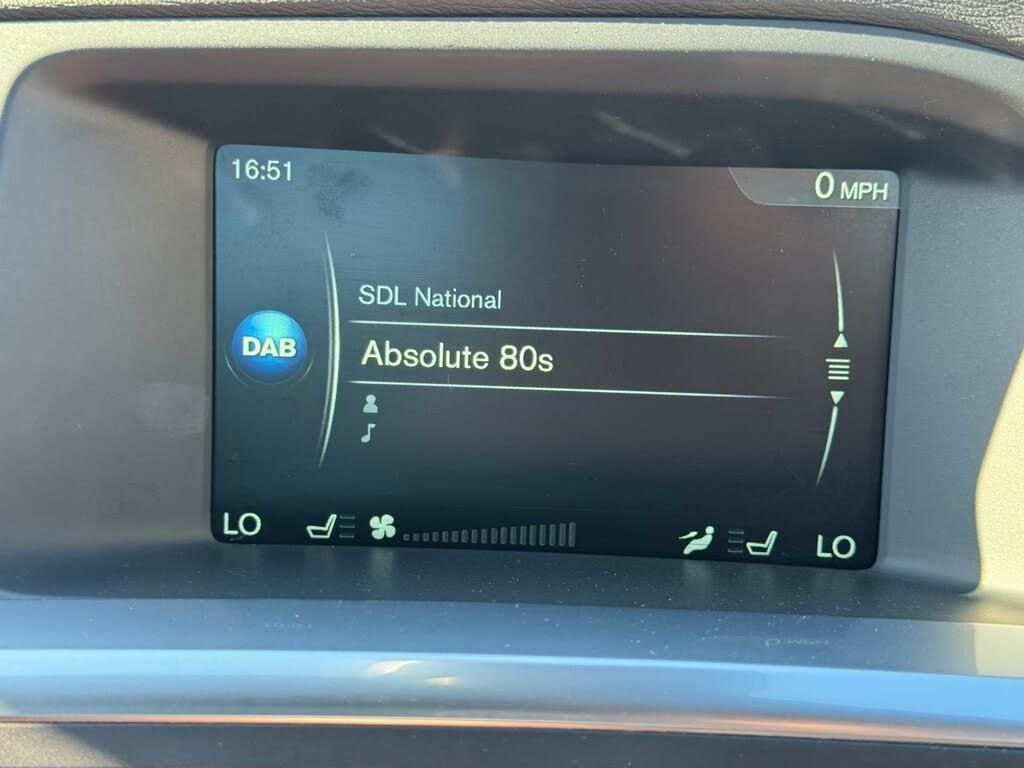 16:51
0 MPH
SDL National
DAB
Absolute 80s
LO
LO